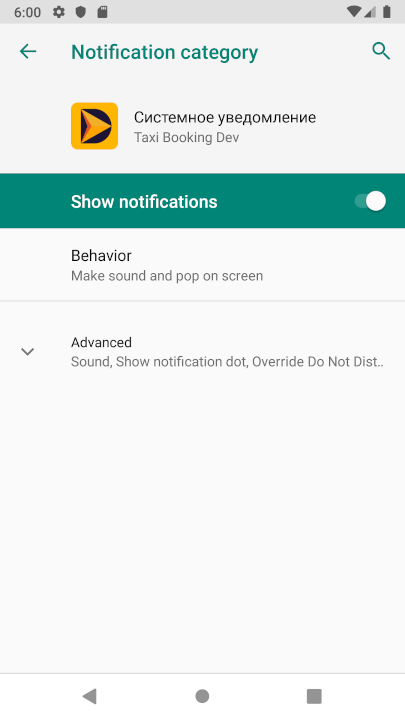 6:00
Notification category
Системное уведомление
Taxi Booking Dev
Show notifications
Behavior
Make sound and pop on screen
Advanced
Sound, Show notification dot, Override Do Not Dist..